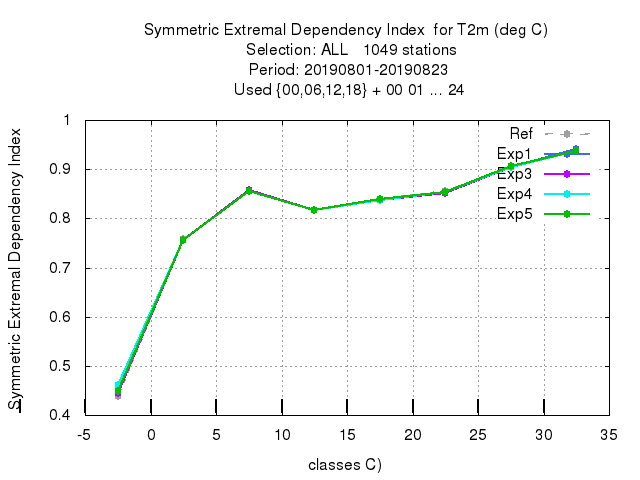 Symmetric Extremal Dependency Index  for T2m (deg C)
Selection: ALL   1049 stations
Period: 20190801-20190823
Used {00,06,12,18} + 00 01 ... 24
Symmetric Extremal Dependency Index
1
0.9
0.8
0.7
0.6
0.5
0.4
Ref
Exp1
Exp3
Exp4
Exp5
-5 0 5 10 15 20 25 30 35
classes C)